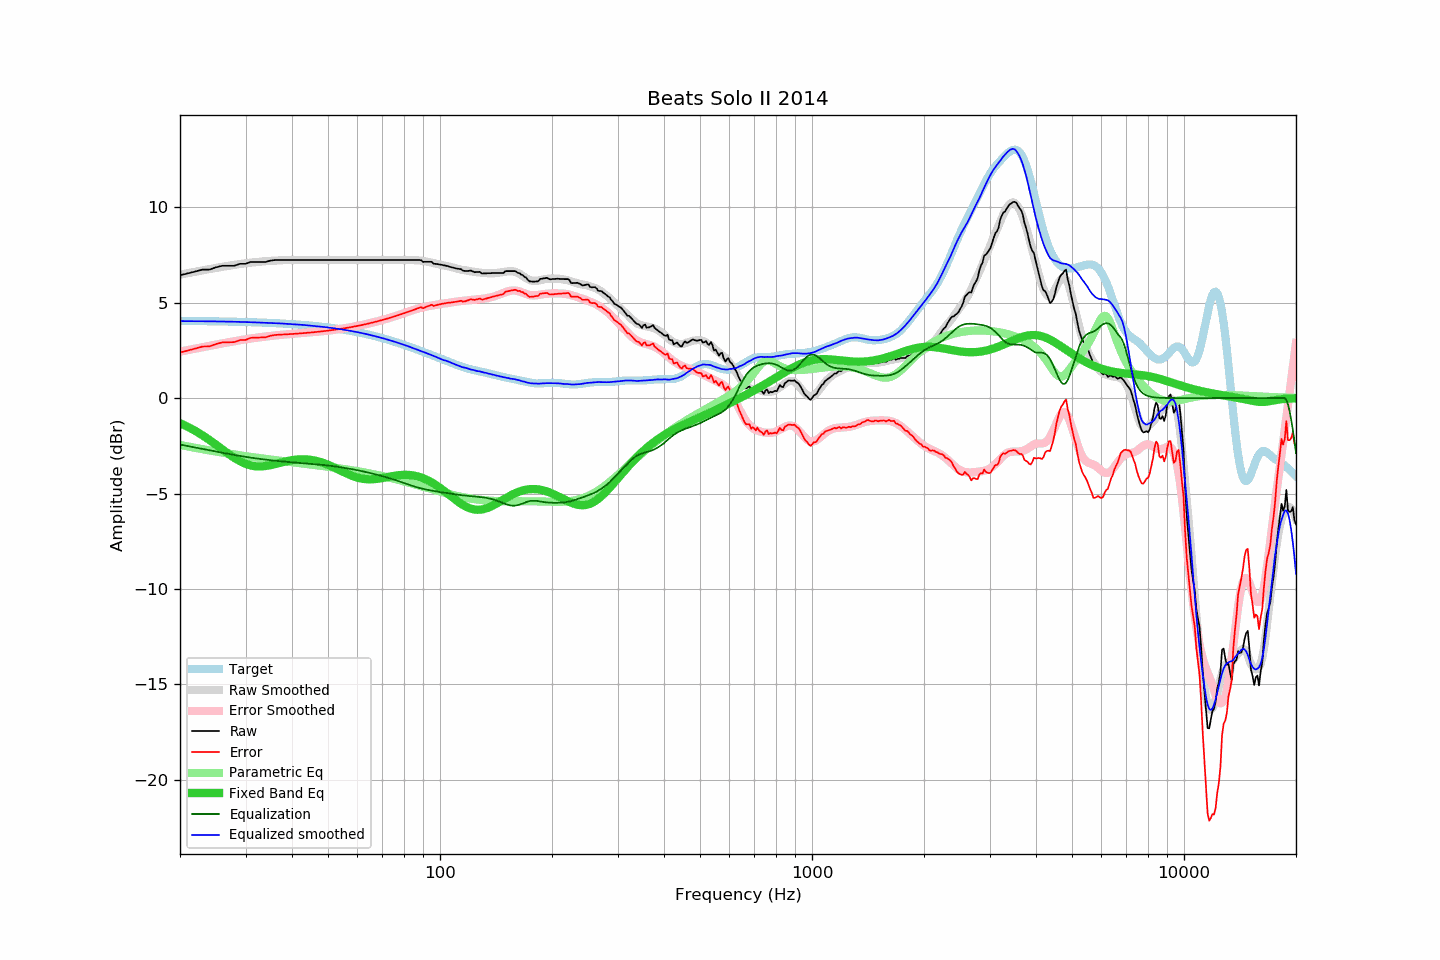 Beats Solo II 2014
Amplitude (dBr)
10
5
0
−5
−10
−15
−20
Target
Raw Smoothed
Error Smoothed
Raw
Error
Parametric Eq
Fixed Band Eq
Equalization
Equalized smoothed
100
1000
10000
Frequency (Hz)